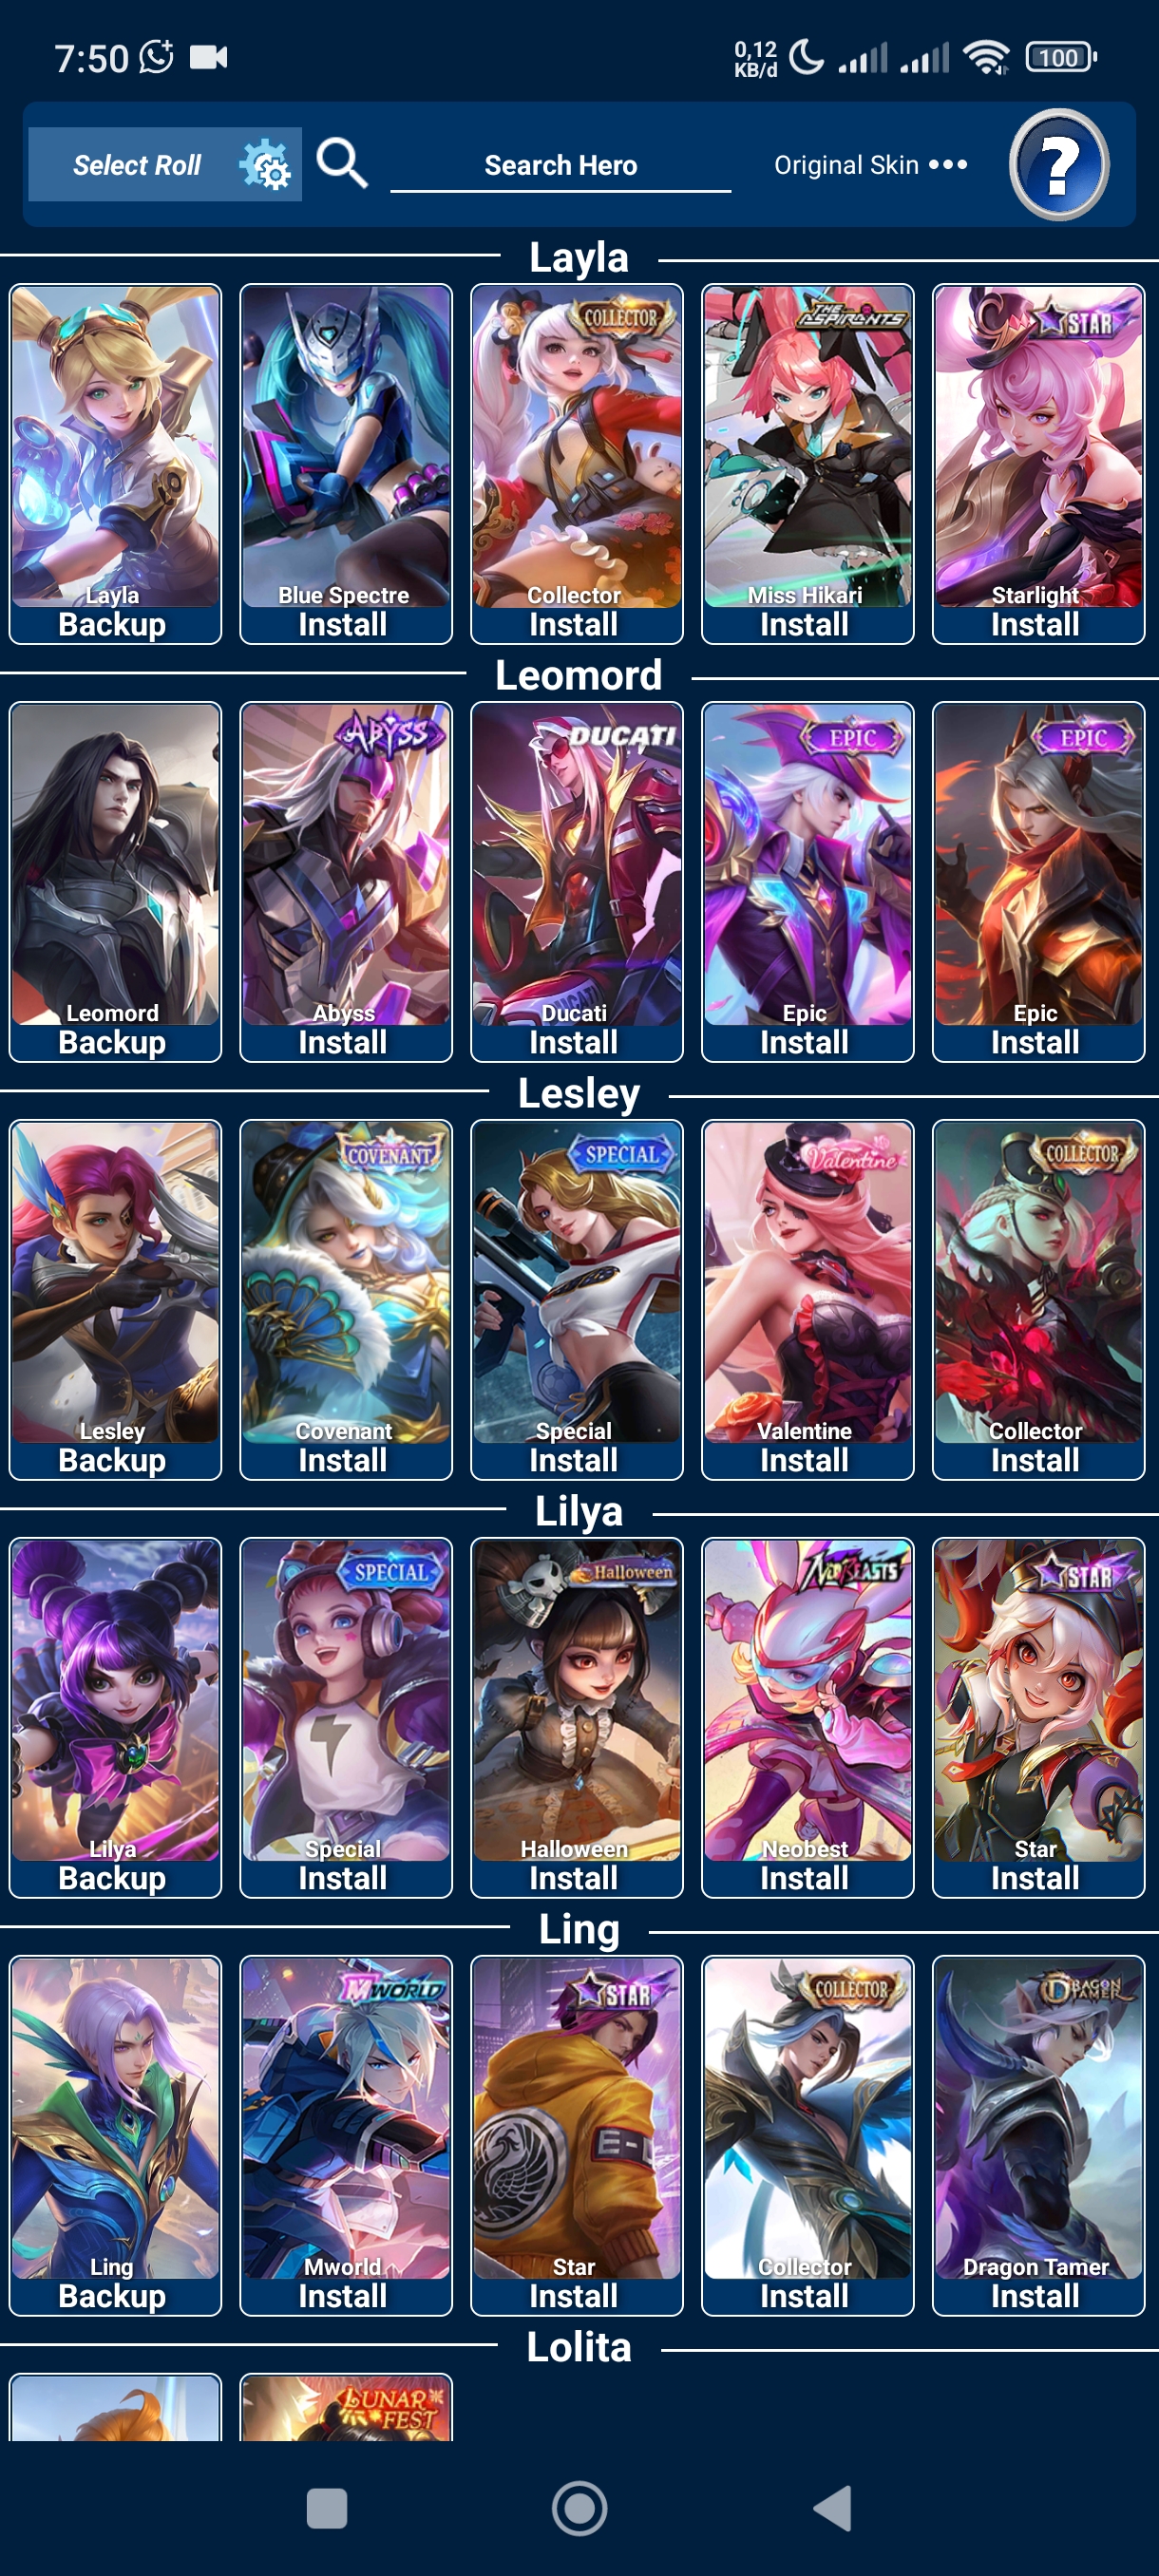 7:50
0,12
KB/d
100
Select Roll
Search Hero
Original Skin •••
?
Layla
COLLECTOR
THE ASPIRANTS
STAR
Layla
Blue Spectre
Collector
Miss Hikari
Starlight
Backup
Install
Install
Install
Install
Leomord
ABYSS
DUCATI
EPIC
EPIC
DUCATI
Leomord
Abyss
Ducati
Epic
Epic
Backup
Install
Install
Install
Install
Lesley
COVENANT
SPECIAL
Valentine
COLLECTOR
Lesley
Covenant
Special
Valentine
Collector
Backup
Install
Install
Install
Install
Lilya
SPECIAL
Halloween
NEOBEASTS
STAR
Lilya
Special
Halloween
Neobest
Star
Backup
Install
Install
Install
Install
Ling
MWORLD
STAR
COLLECTOR
DRAGON TAMER
E-
Ling
Mworld
Star
Collector
Dragon Tamer
Backup
Install
Install
Install
Install
Lolita
LUNAR
FEST